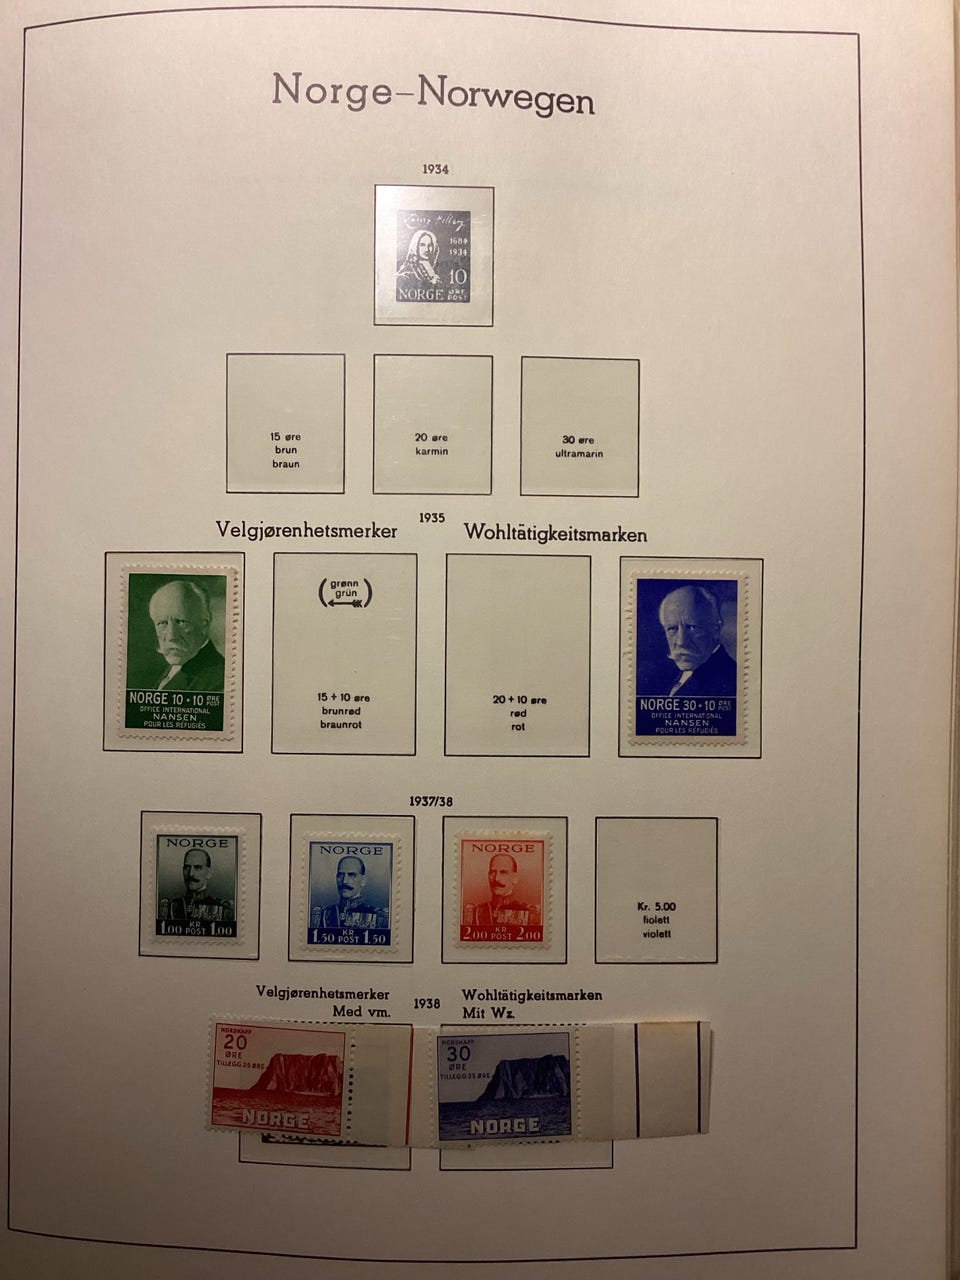 Norge–Norwegen
1934
1684
1934
10
NORGE ØRE POST
15 øre
brun
braun
20 øre
karmin
30 øre
ultramarin
Velgjørenhetsmerker 1935 Wohltätigkeitsmarken
NORGE 10+10 ØRE POST
OFFICE INTERNATIONAL
NANSEN
POUR LES RÉFUGIÉS
(grønn
grün)
15 + 10 øre
brunrød
braunrot
20 + 10 øre
rød
rot
NORGE 30+10 ØRE POST
OFFICE INTERNATIONAL
NANSEN
POUR LES RÉFUGIÉS
1937/38
NORGE
1.00 KR POST 1.00
NORGE
1.50 KR POST 1.50
NORGE
2.00 KR POST 2.00
Kr. 5.00
fiolett
violett
Velgjørenhetsmerker 1938 Wohltätigkeitsmarken
Med vm. Mit Wz.
NORDKAPP
20
ØRE
TILLEGG 25 ØRE
NORGE
NORDKAPP
30
ØRE
TILLEGG 25 ØRE
NORGE